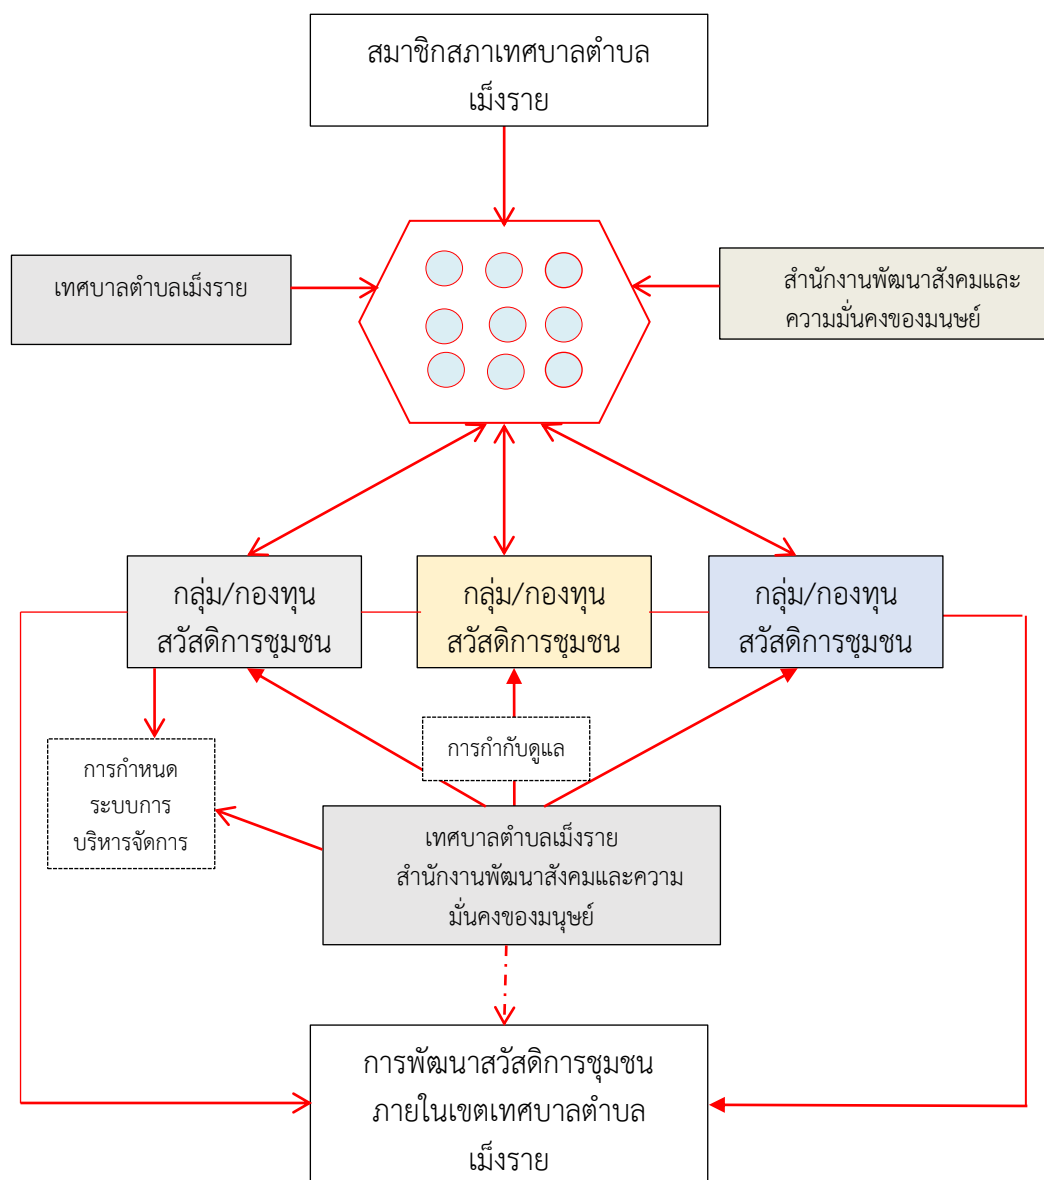 สมาชิกสภาเทศบาลตำบล
เม็งราย
เทศบาลตำบลเม็งราย
สำนักงานพัฒนาสังคมและ
ความมั่นคงของมนษย์
กลุ่ม/กองทุน
สวัสดิการชุมชน
กลุ่ม/กองทุน
สวัสดิการชุมชน
กลุ่ม/กองทุน
สวัสดิการชุมชน
การกำกับดูแล
การกำหนด
ระบบการ
บริหารจัดการ
เทศบาลตำบลเม็งราย
สำนักงานพัฒนาสังคมและความ
มั่นคงของมนุษย์
การพัฒนาสวัสดิการชุมชน
ภายในเขตเทศบาลตำบล
เม็งราย